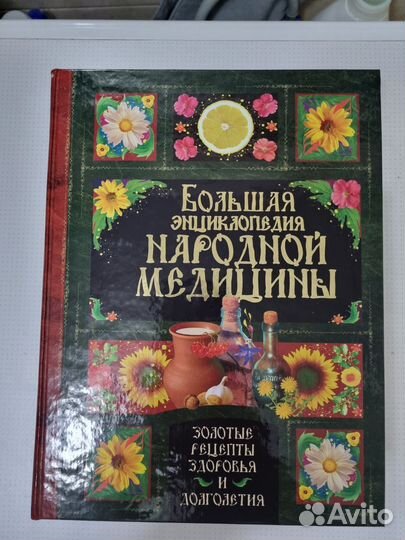 БОЛЬШАЯ
ЭНЦИКЛОПЕДИЯ
НАРОДНОЙ
МЕДИЦИНЫ
ЗОЛОТЫЕ
РЕЦЕПТЫ
ЗДОРОВЬЯ
И
ДОЛГОЛЕТИЯ
Avito